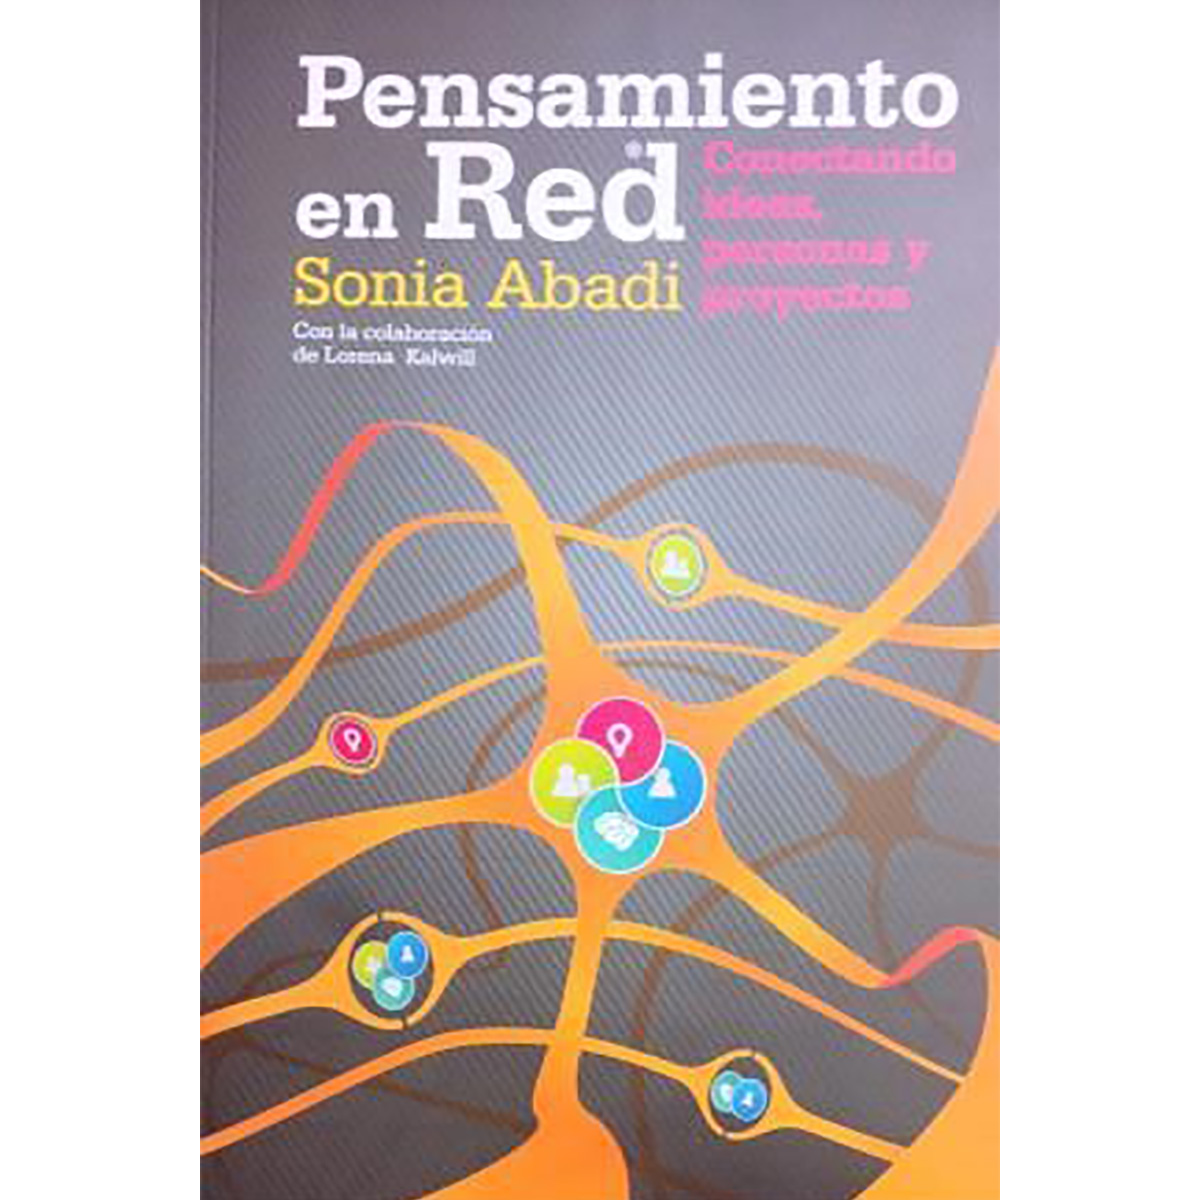 Pensamiento
en Red
Conectando
ideas,
personas y
proyectos
Sonia Abadi
Con la colaboración
de Lorena Kalwill